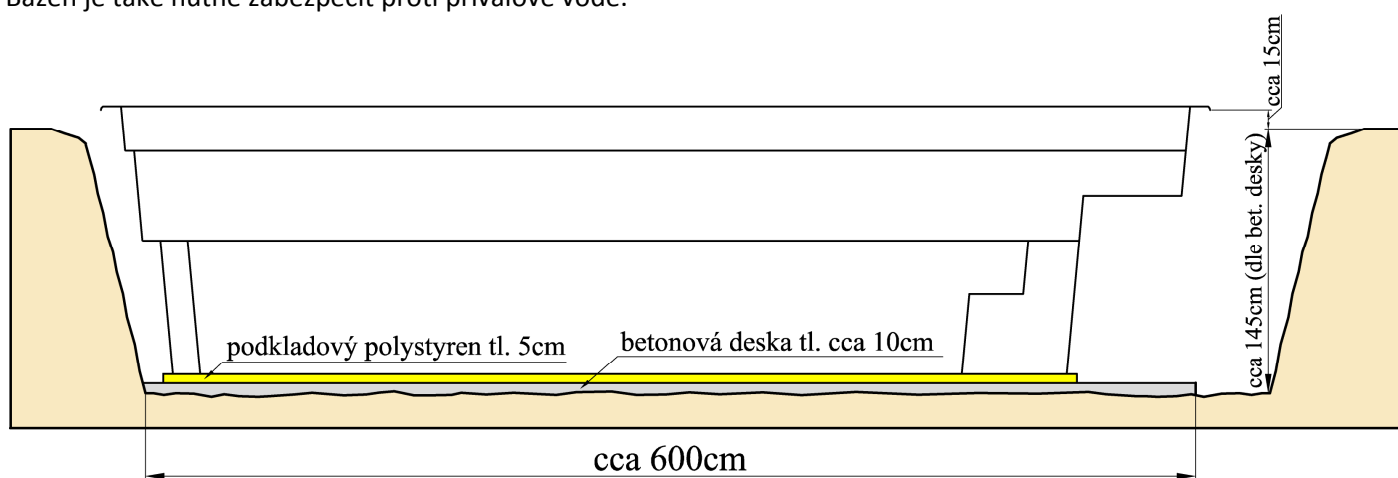 Bazén je také nutné zabezpečit proti přívalové vodě.
cca 15cm
cca 145cm (dle bet. desky)
podkladový polystyren tl. 5cm
betonová deska tl. cca 10cm
cca 600cm